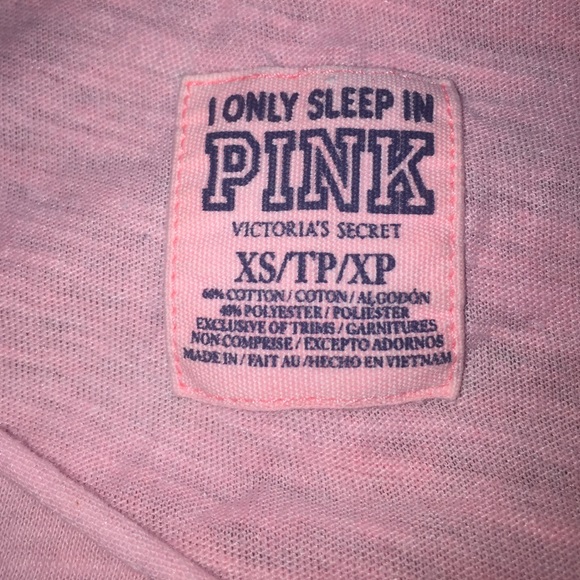 I ONLY SLEEP IN
PINK
VICTORIA'S SECRET
XS/TP/XP
60% COTTON / COTON / ALGODÓN
40% POLYESTER / POLIÉSTER
EXCLUSIVE OF TRIMS / GARNITURES
NON COMPRISE / EXCEPTO ADORNOS
MADE IN / FAIT AU / HECHO EN VIETNAM